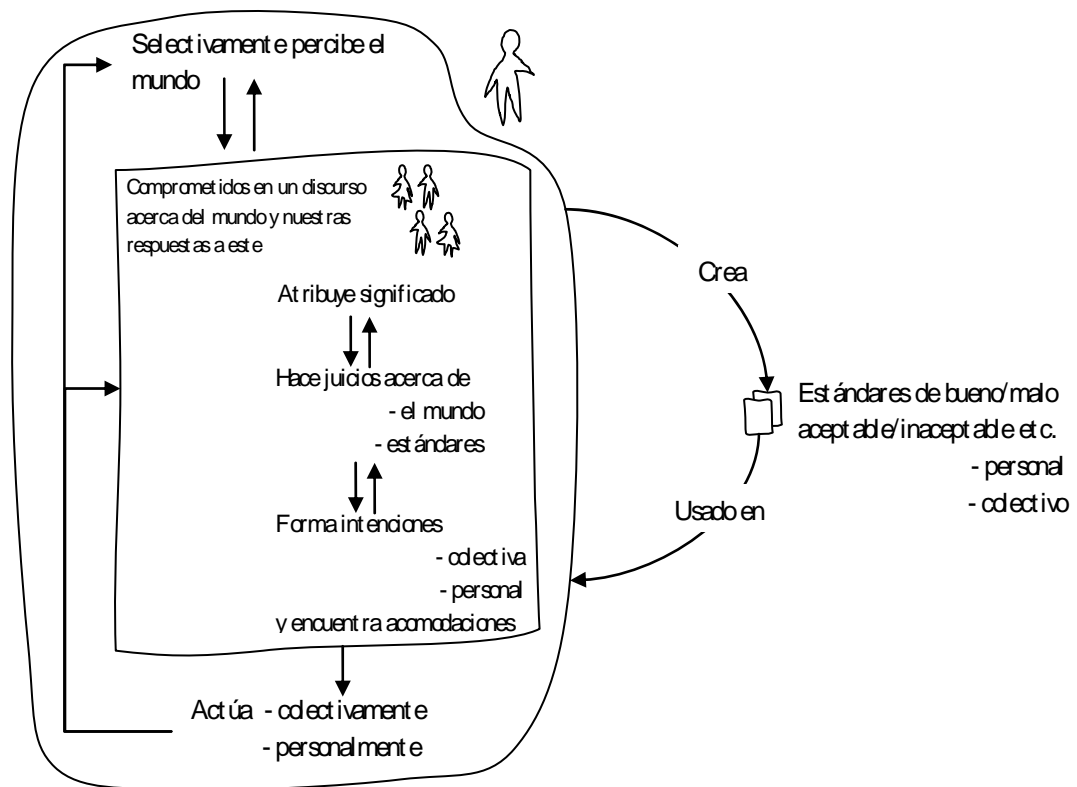 Selectivamente percibe el
mundo
Comprometidos en un discurso
acerca del mundo y nuestras
respuestas a este
Atribuye significado
Hace juicios acerca de
- el mundo
- estándares
Forma intenciones
- colectiva
- personal
y encuentra acomodaciones
Actúa - colectivamente
- personalmente
Crea
Estándares de bueno/malo
aceptable/inaceptable etc.
- personal
- colectivo
Usado en